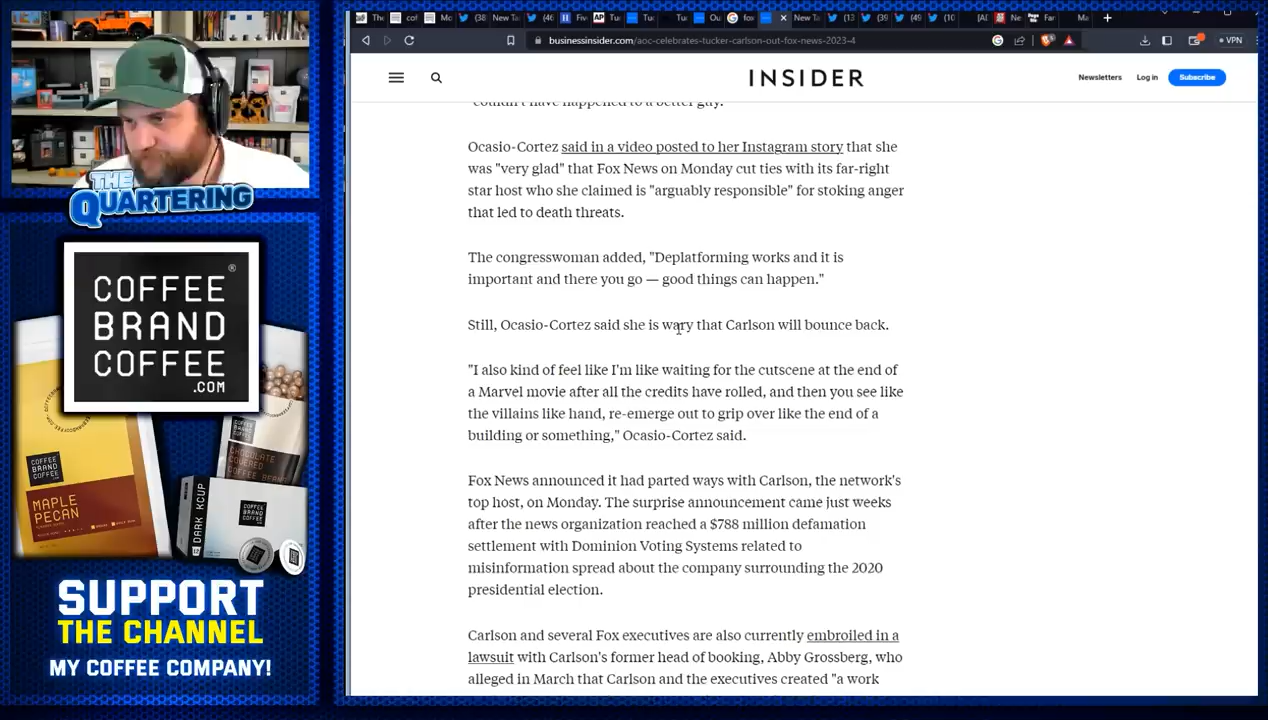 businessinsider.com/aoc-celebrates-tucker-carlson-out-fox-news-2023-4
VPN
INSIDER
Newsletters
Log in
Subscribe
"couldn't have happened to a better guy."
Ocasio-Cortez said in a video posted to her Instagram story that she
was "very glad" that Fox News on Monday cut ties with its far-right
star host who she claimed is "arguably responsible" for stoking anger
that led to death threats.
The congresswoman added, "Deplatforming works and it is
important and there you go — good things can happen."
Still, Ocasio-Cortez said she is wary that Carlson will bounce back.
"I also kind of feel like I'm like waiting for the cutscene at the end of
a Marvel movie after all the credits have rolled, and then you see like
the villains like hand, re-emerge out to grip over like the end of a
building or something," Ocasio-Cortez said.
Fox News announced it had parted ways with Carlson, the network's
top host, on Monday. The surprise announcement came just weeks
after the news organization reached a $788 million defamation
settlement with Dominion Voting Systems related to
misinformation spread about the company surrounding the 2020
presidential election.
Carlson and several Fox executives are also currently embroiled in a
lawsuit with Carlson's former head of booking, Abby Grossberg, who
alleged in March that Carlson and the executives created "a work
THE
QUARTERING
COFFEE
BRAND
COFFEE
.COM
®
COFFEE
BRAND
COFFEE
MAPLE
PECAN
CHOCOLATE
COVERED
COFFEE BEANS
DARK KCUP
SUPPORT
THE CHANNEL
MY COFFEE COMPANY!